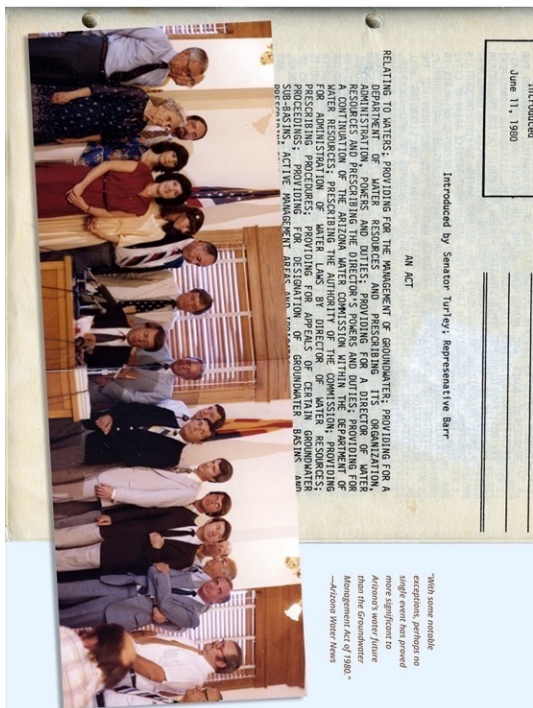 Introduced
June 11, 1980
Introduced by Senator Turley; Represenative Barr
AN ACT
RELATING TO WATERS; PROVIDING FOR THE MANAGEMENT OF GROUNDWATER; PROVIDING FOR A
DEPARTMENT OF WATER RESOURCES AND PRESCRIBING ITS ORGANIZATION,
ADMINISTRATION, POWERS AND DUTIES; PROVIDING FOR A DIRECTOR OF WATER
RESOURCES AND PRESCRIBING THE DIRECTOR'S POWERS AND DUTIES; PROVIDING FOR
A CONTINUATION OF THE ARIZONA WATER COMMISSION WITHIN THE DEPARTMENT OF
WATER RESOURCES; PRESCRIBING THE AUTHORITY OF THE COMMISSION; PROVIDING
FOR ADMINISTRATION OF WATER LAWS BY DIRECTOR OF WATER RESOURCES;
PRESCRIBING PROCEDURES; PROVIDING FOR APPEALS OF CERTAIN GROUNDWATER
PROCEEDINGS; PROVIDING FOR DESIGNATION OF GROUNDWATER BASINS AND
SUB-BASINS, ACTIVE MANAGEMENT AREAS AND
"With some notable
exceptions, perhaps no
single event has proved
more significant to
Arizona's water future
than the Groundwater
Management Act of 1980."
—Arizona Water News